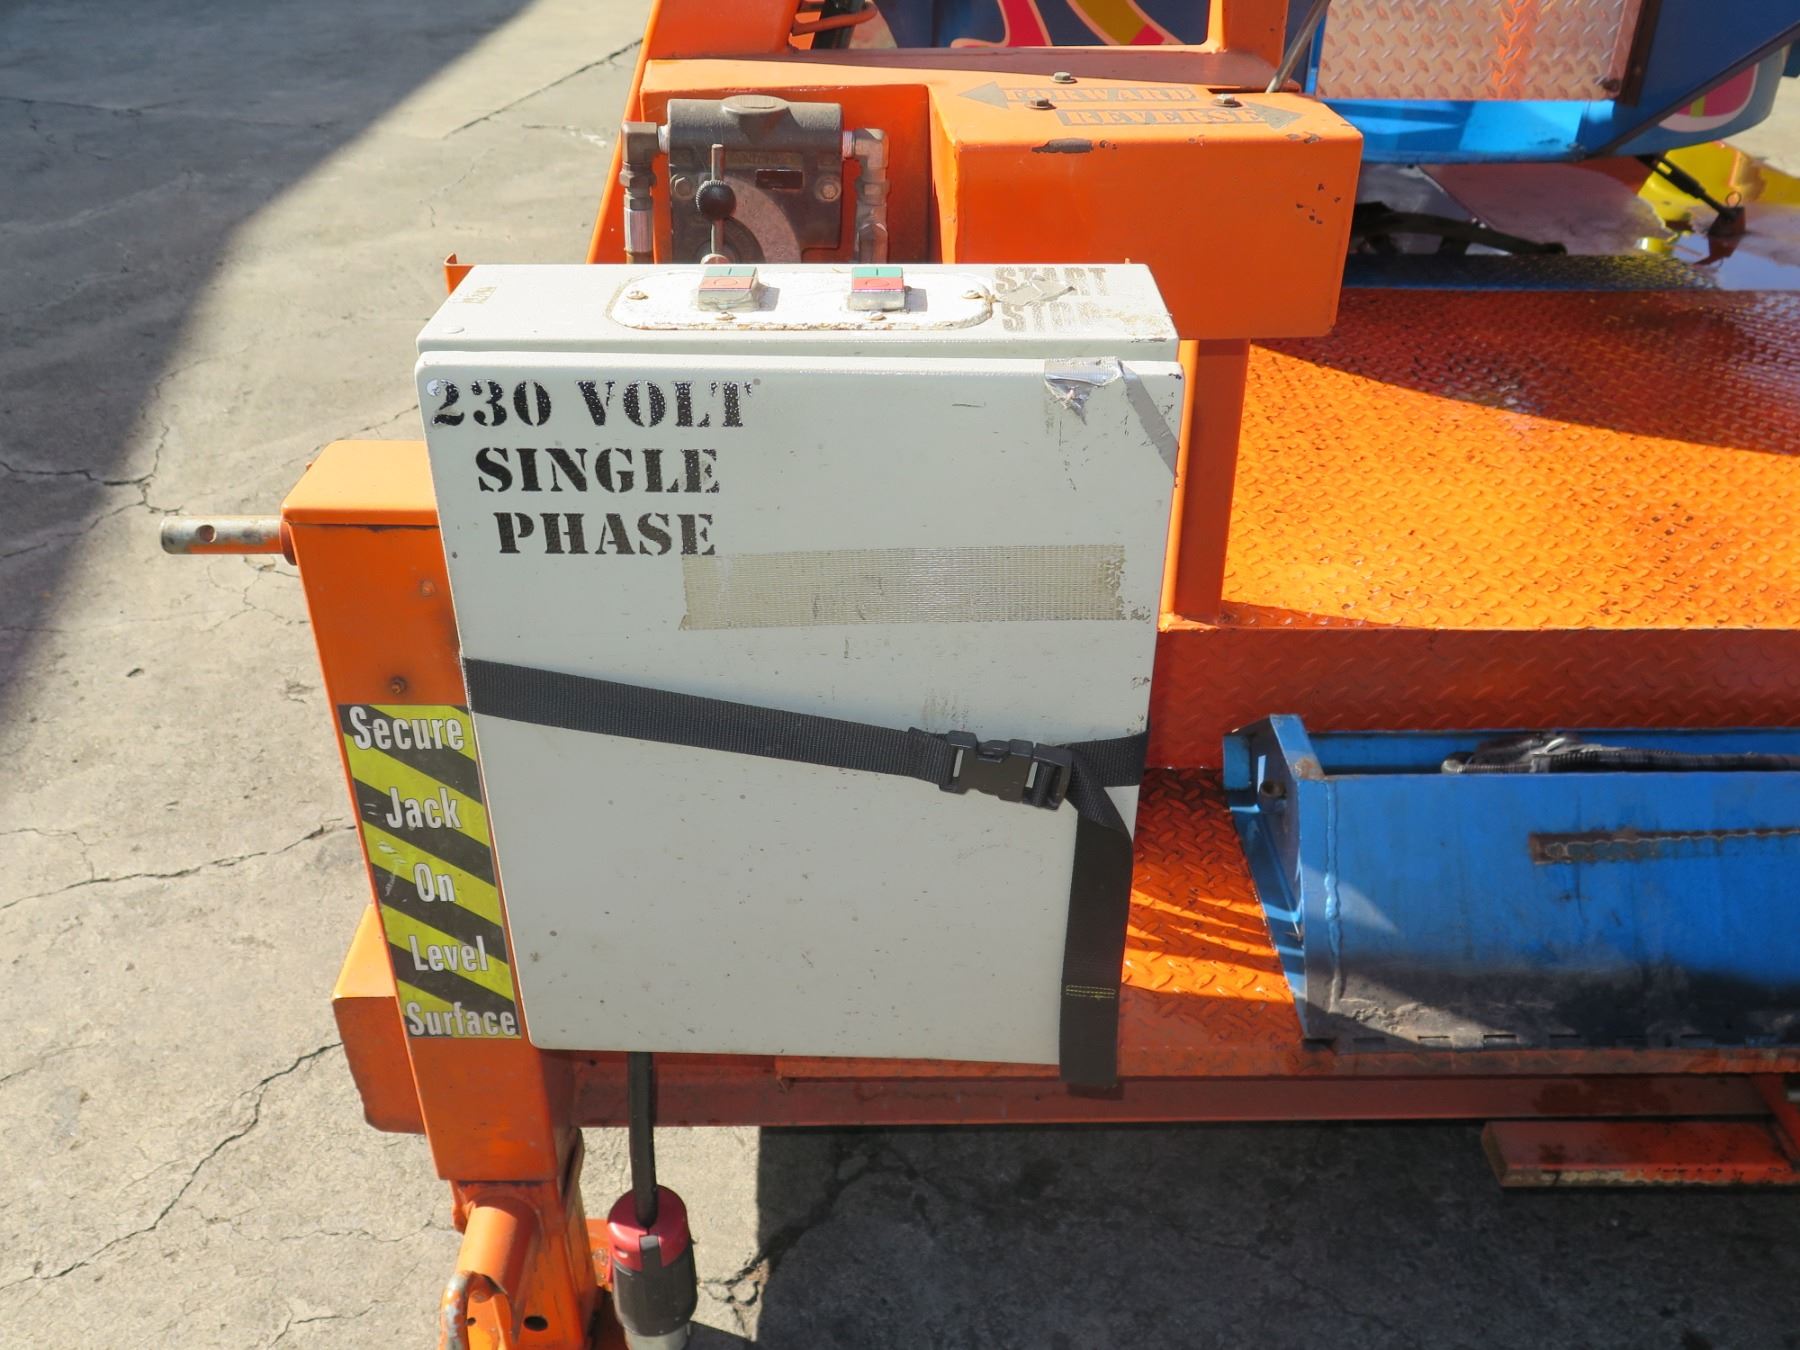 FORWARD
REVERSE
START
STOP
230 VOLT
SINGLE
PHASE
Secure
Jack
On
Level
Surface